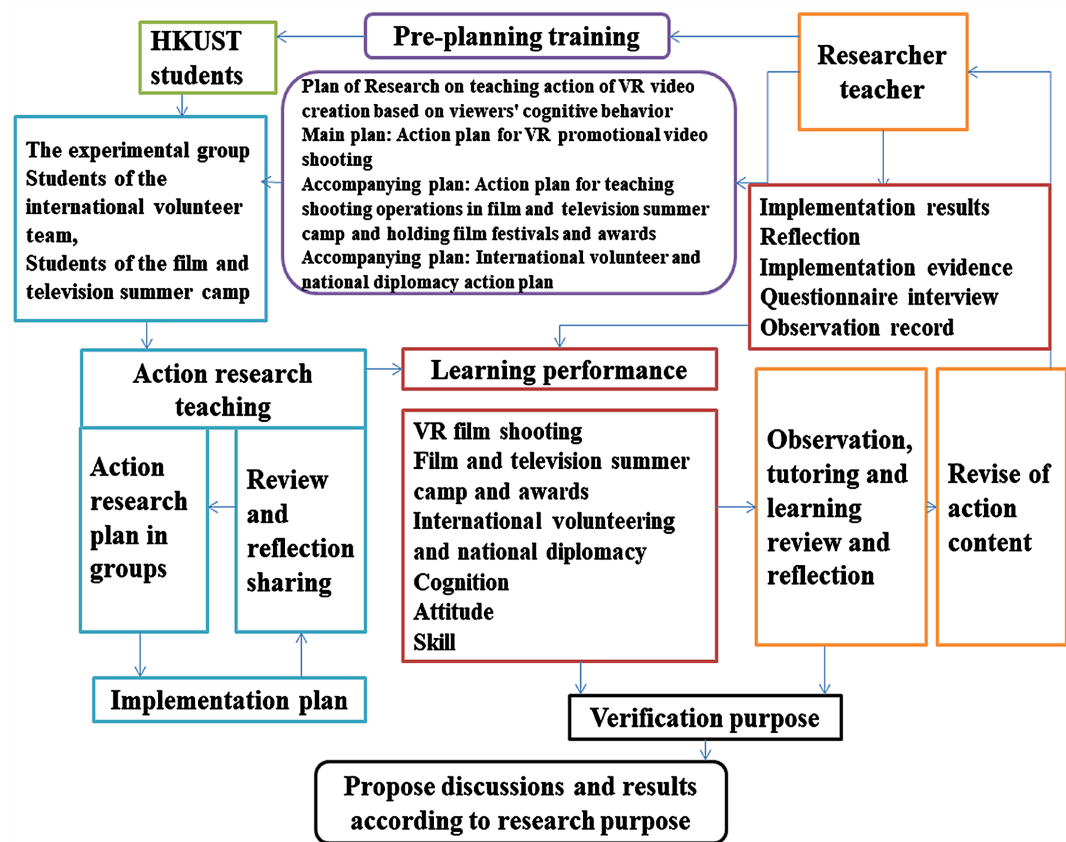 HKUST
students
Pre-planning training
Researcher
teacher
Plan of Research on teaching action of VR video
creation based on viewers' cognitive behavior
Main plan: Action plan for VR promotional video
shooting
Accompanying plan: Action plan for teaching
shooting operations in film and television summer
camp and holding film festivals and awards
Accompanying plan: International volunteer and
national diplomacy action plan
The experimental group
Students of the
international volunteer
team,
Students of the film and
television summer camp
Implementation results
Reflection
Implementation evidence
Questionnaire interview
Observation record
Action research
teaching
Learning performance
Action
research
plan in
groups
Review
and
reflection
sharing
VR film shooting
Film and television summer
camp and awards
International volunteering
and national diplomacy
Cognition
Attitude
Skill
Observation,
tutoring and
learning
review and
reflection
Revise of
action
content
Implementation plan
Verification purpose
Propose discussions and results
according to research purpose